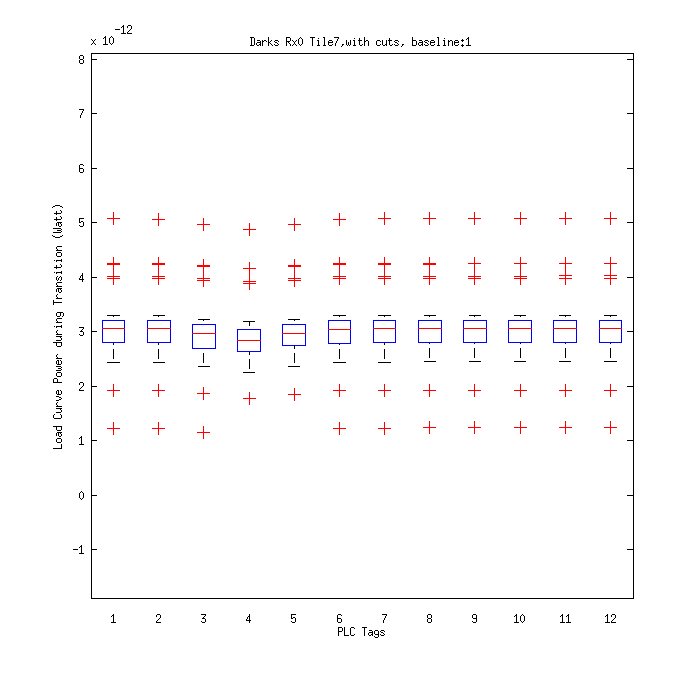 x 10^-12
Darks Rx0 Tile7,with cuts, baseline:1
8
7
6
5
4
3
2
1
0
-1
Load Curve Power during Transition (Watt)
1 2 3 4 5 6 7 8 9 10 11 12
PLC Tags